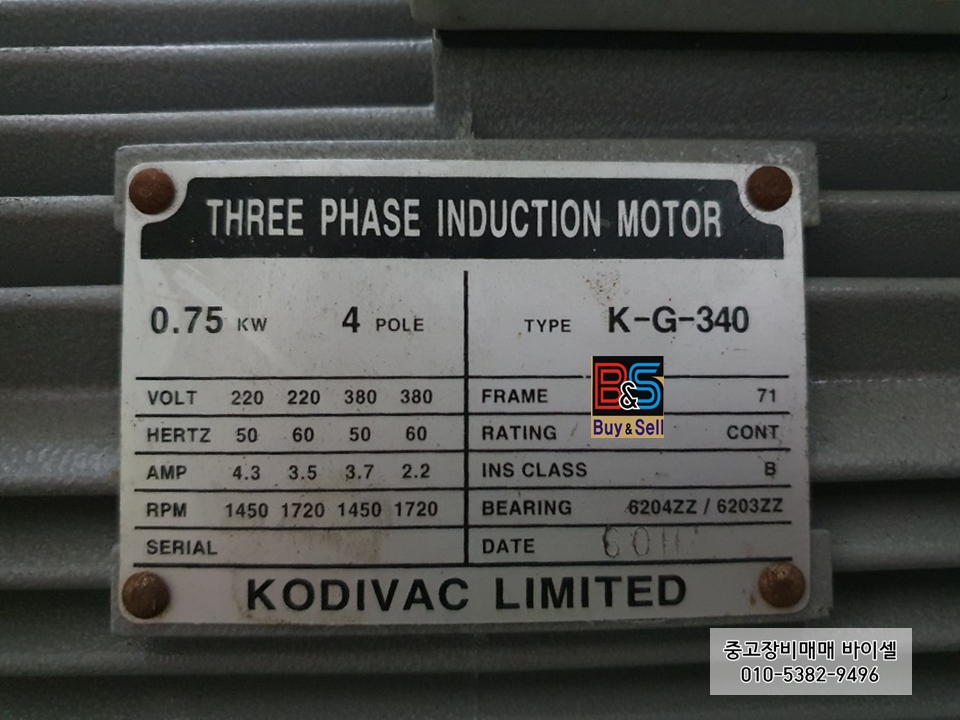 THREE PHASE INDUCTION MOTOR
0.75 KW 4 POLE TYPE K-G-340
VOLT 220 220 380 380 FRAME 71
HERTZ 50 60 50 60 RATING CONT
AMP 4.3 3.5 3.7 2.2 INS CLASS B
RPM 1450 1720 1450 1720 BEARING 6204ZZ / 6203ZZ
SERIAL DATE
KODIVAC LIMITED
B&S
Buy & Sell
중고장비매매 바이셀
010-5382-9496